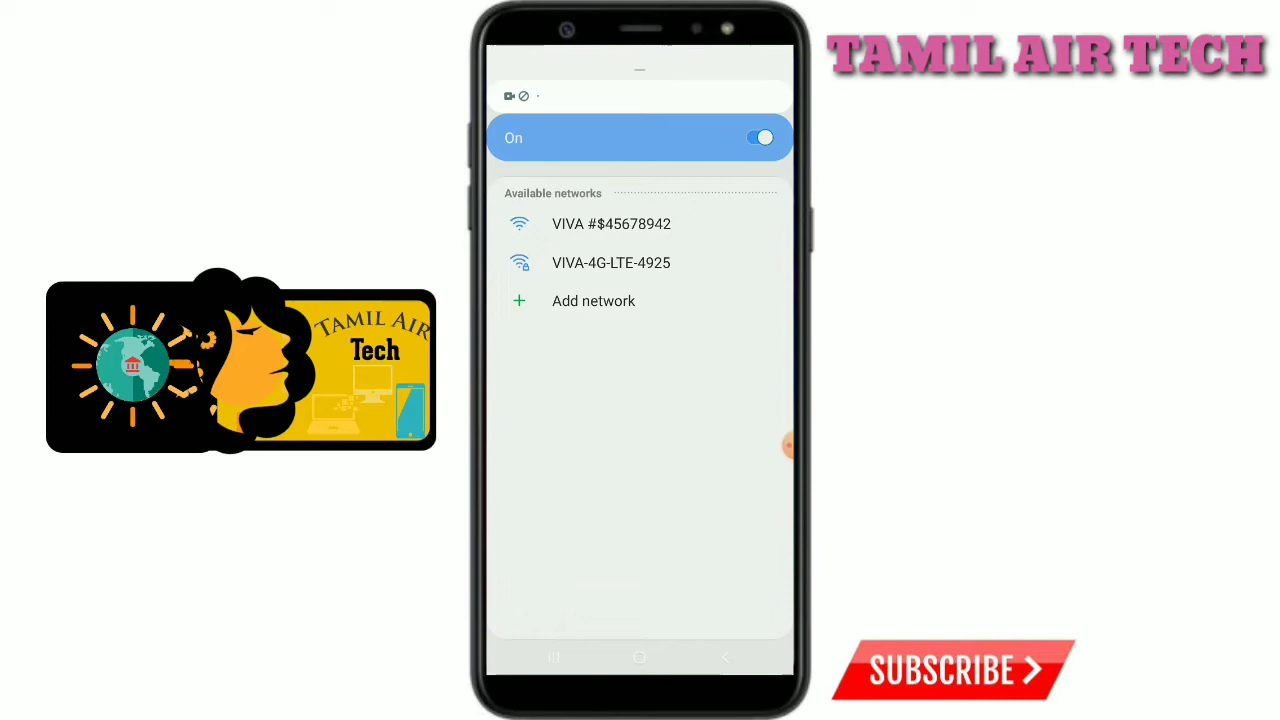 TAMIL AIR TECH
On
Available networks
VIVA #$45678942
VIVA-4G-LTE-4925
Add network
TAMIL AIR
Tech
SUBSCRIBE